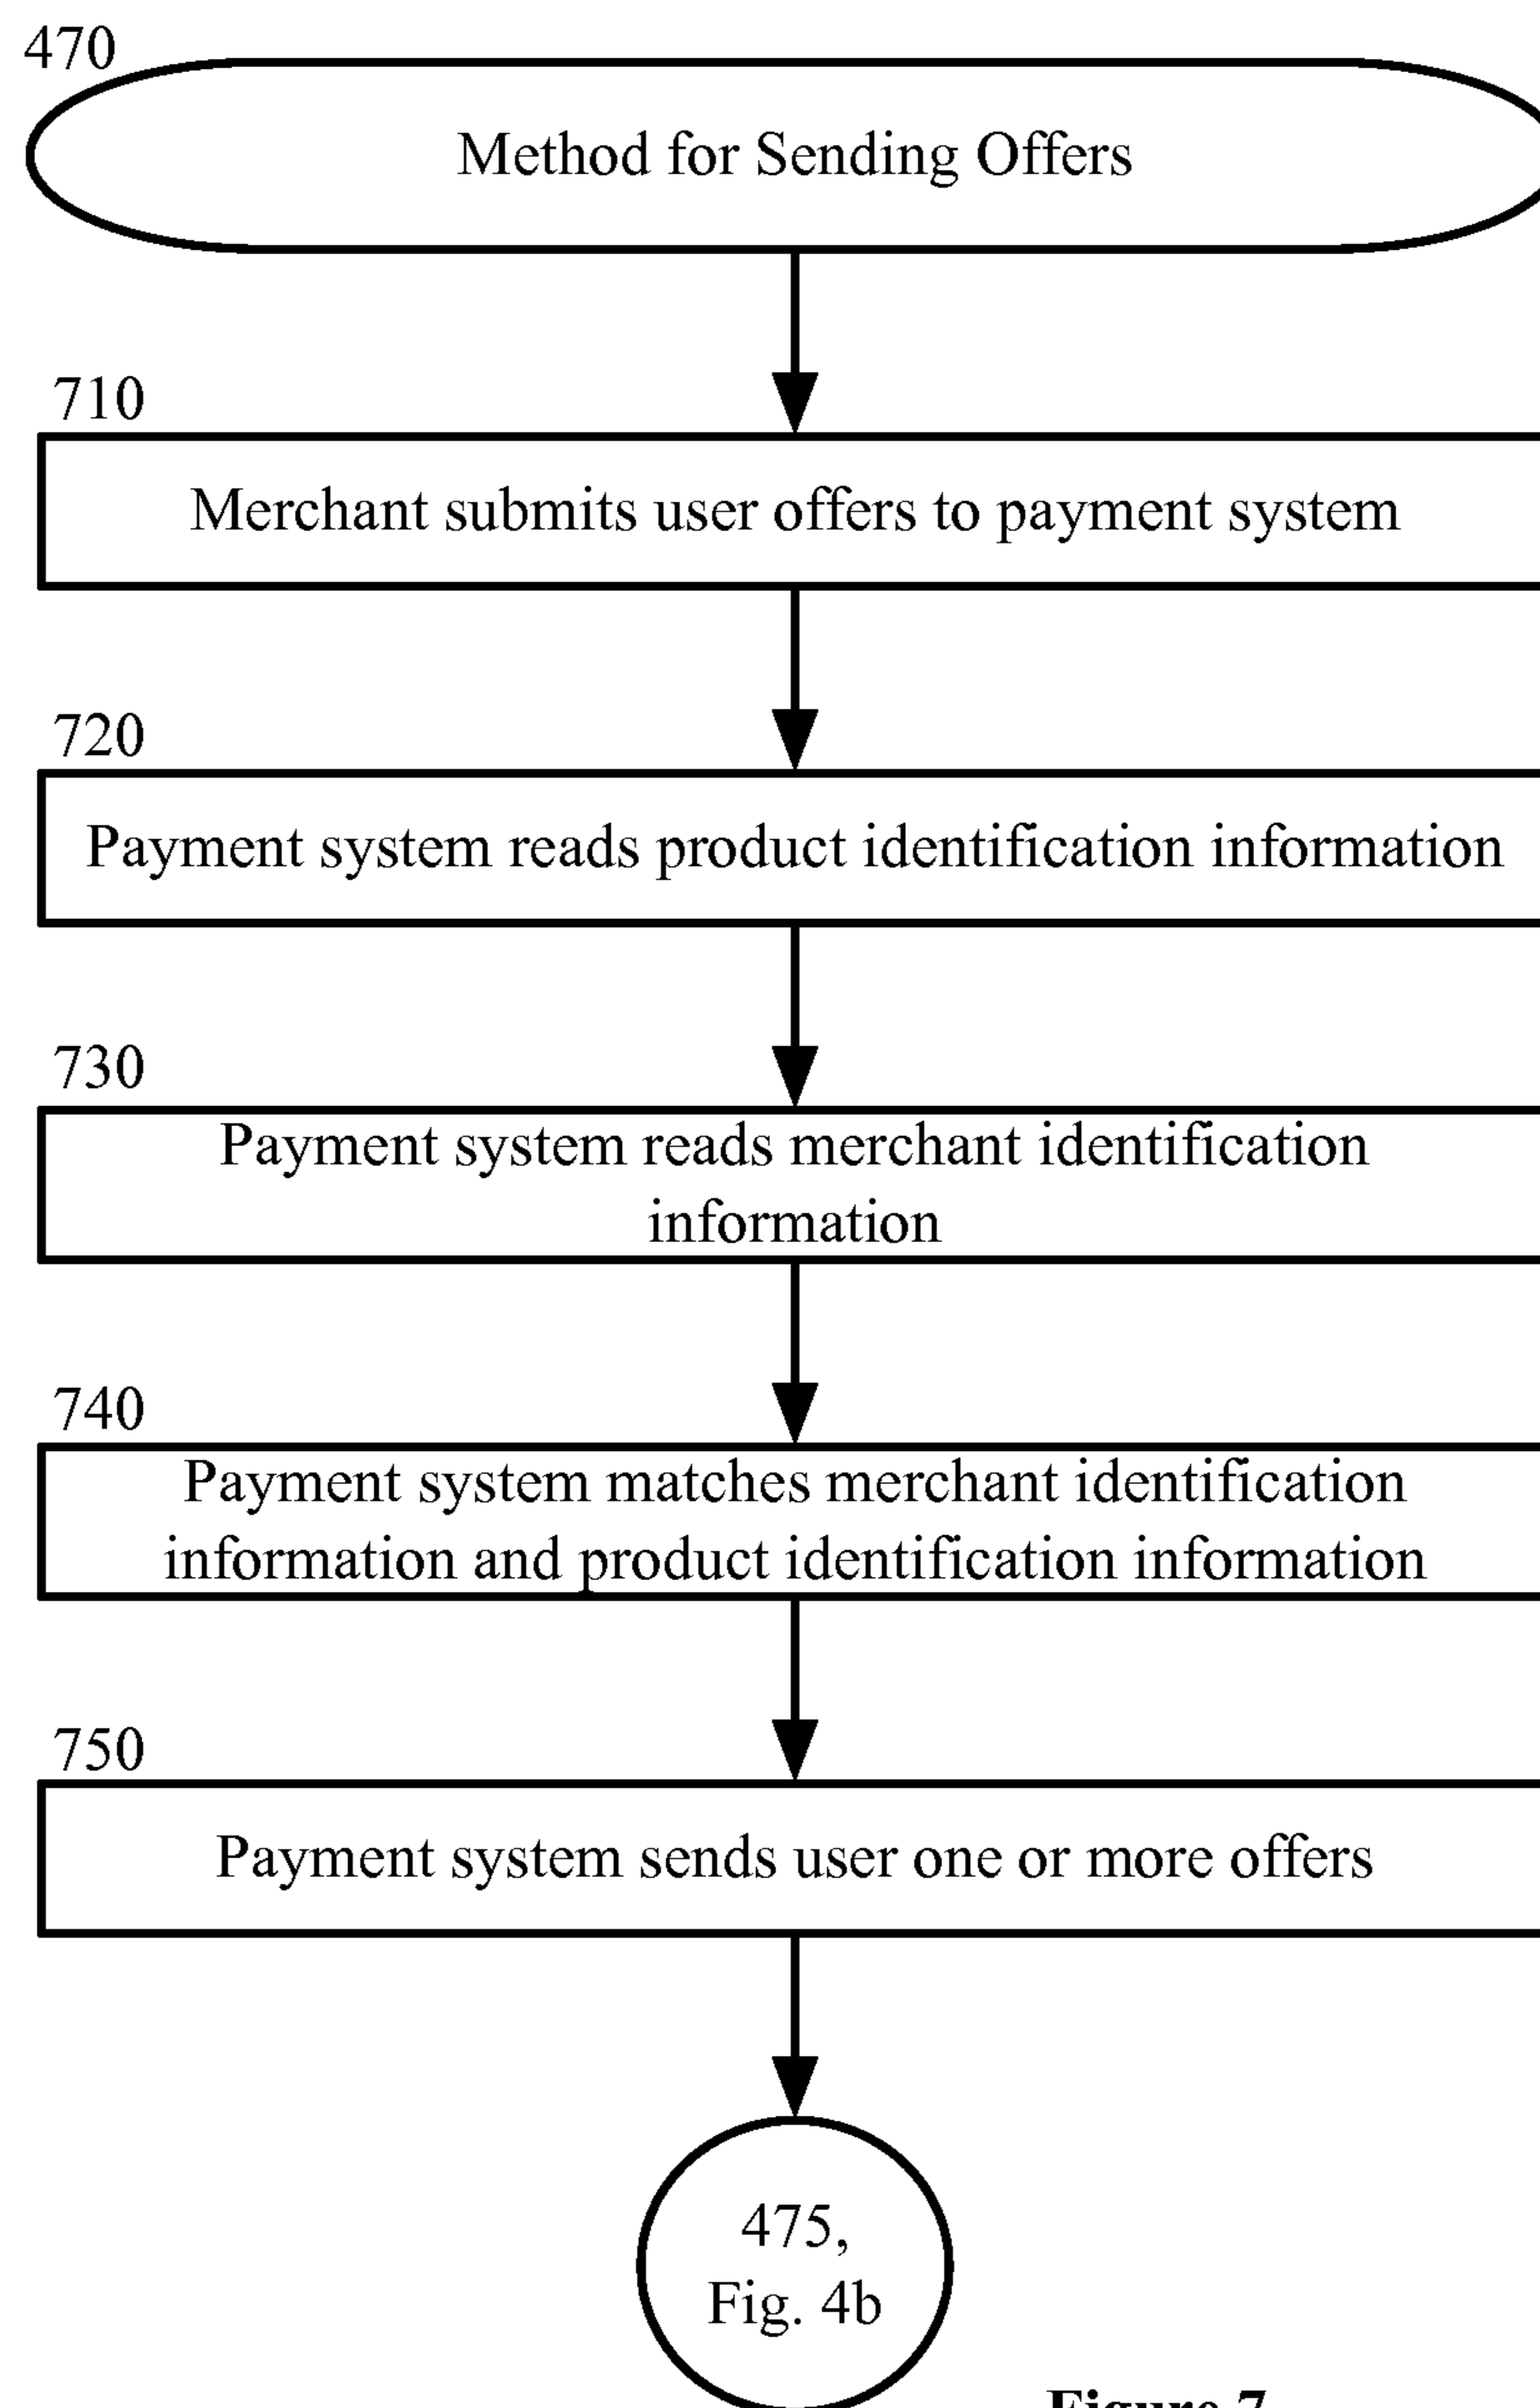 470
Method for Sending Offers
710
Merchant submits user offers to payment system
720
Payment system reads product identification information
730
Payment system reads merchant identification
information
740
Payment system matches merchant identification
information and product identification information
750
Payment system sends user one or more offers
475,
Fig. 4b
Figure 7